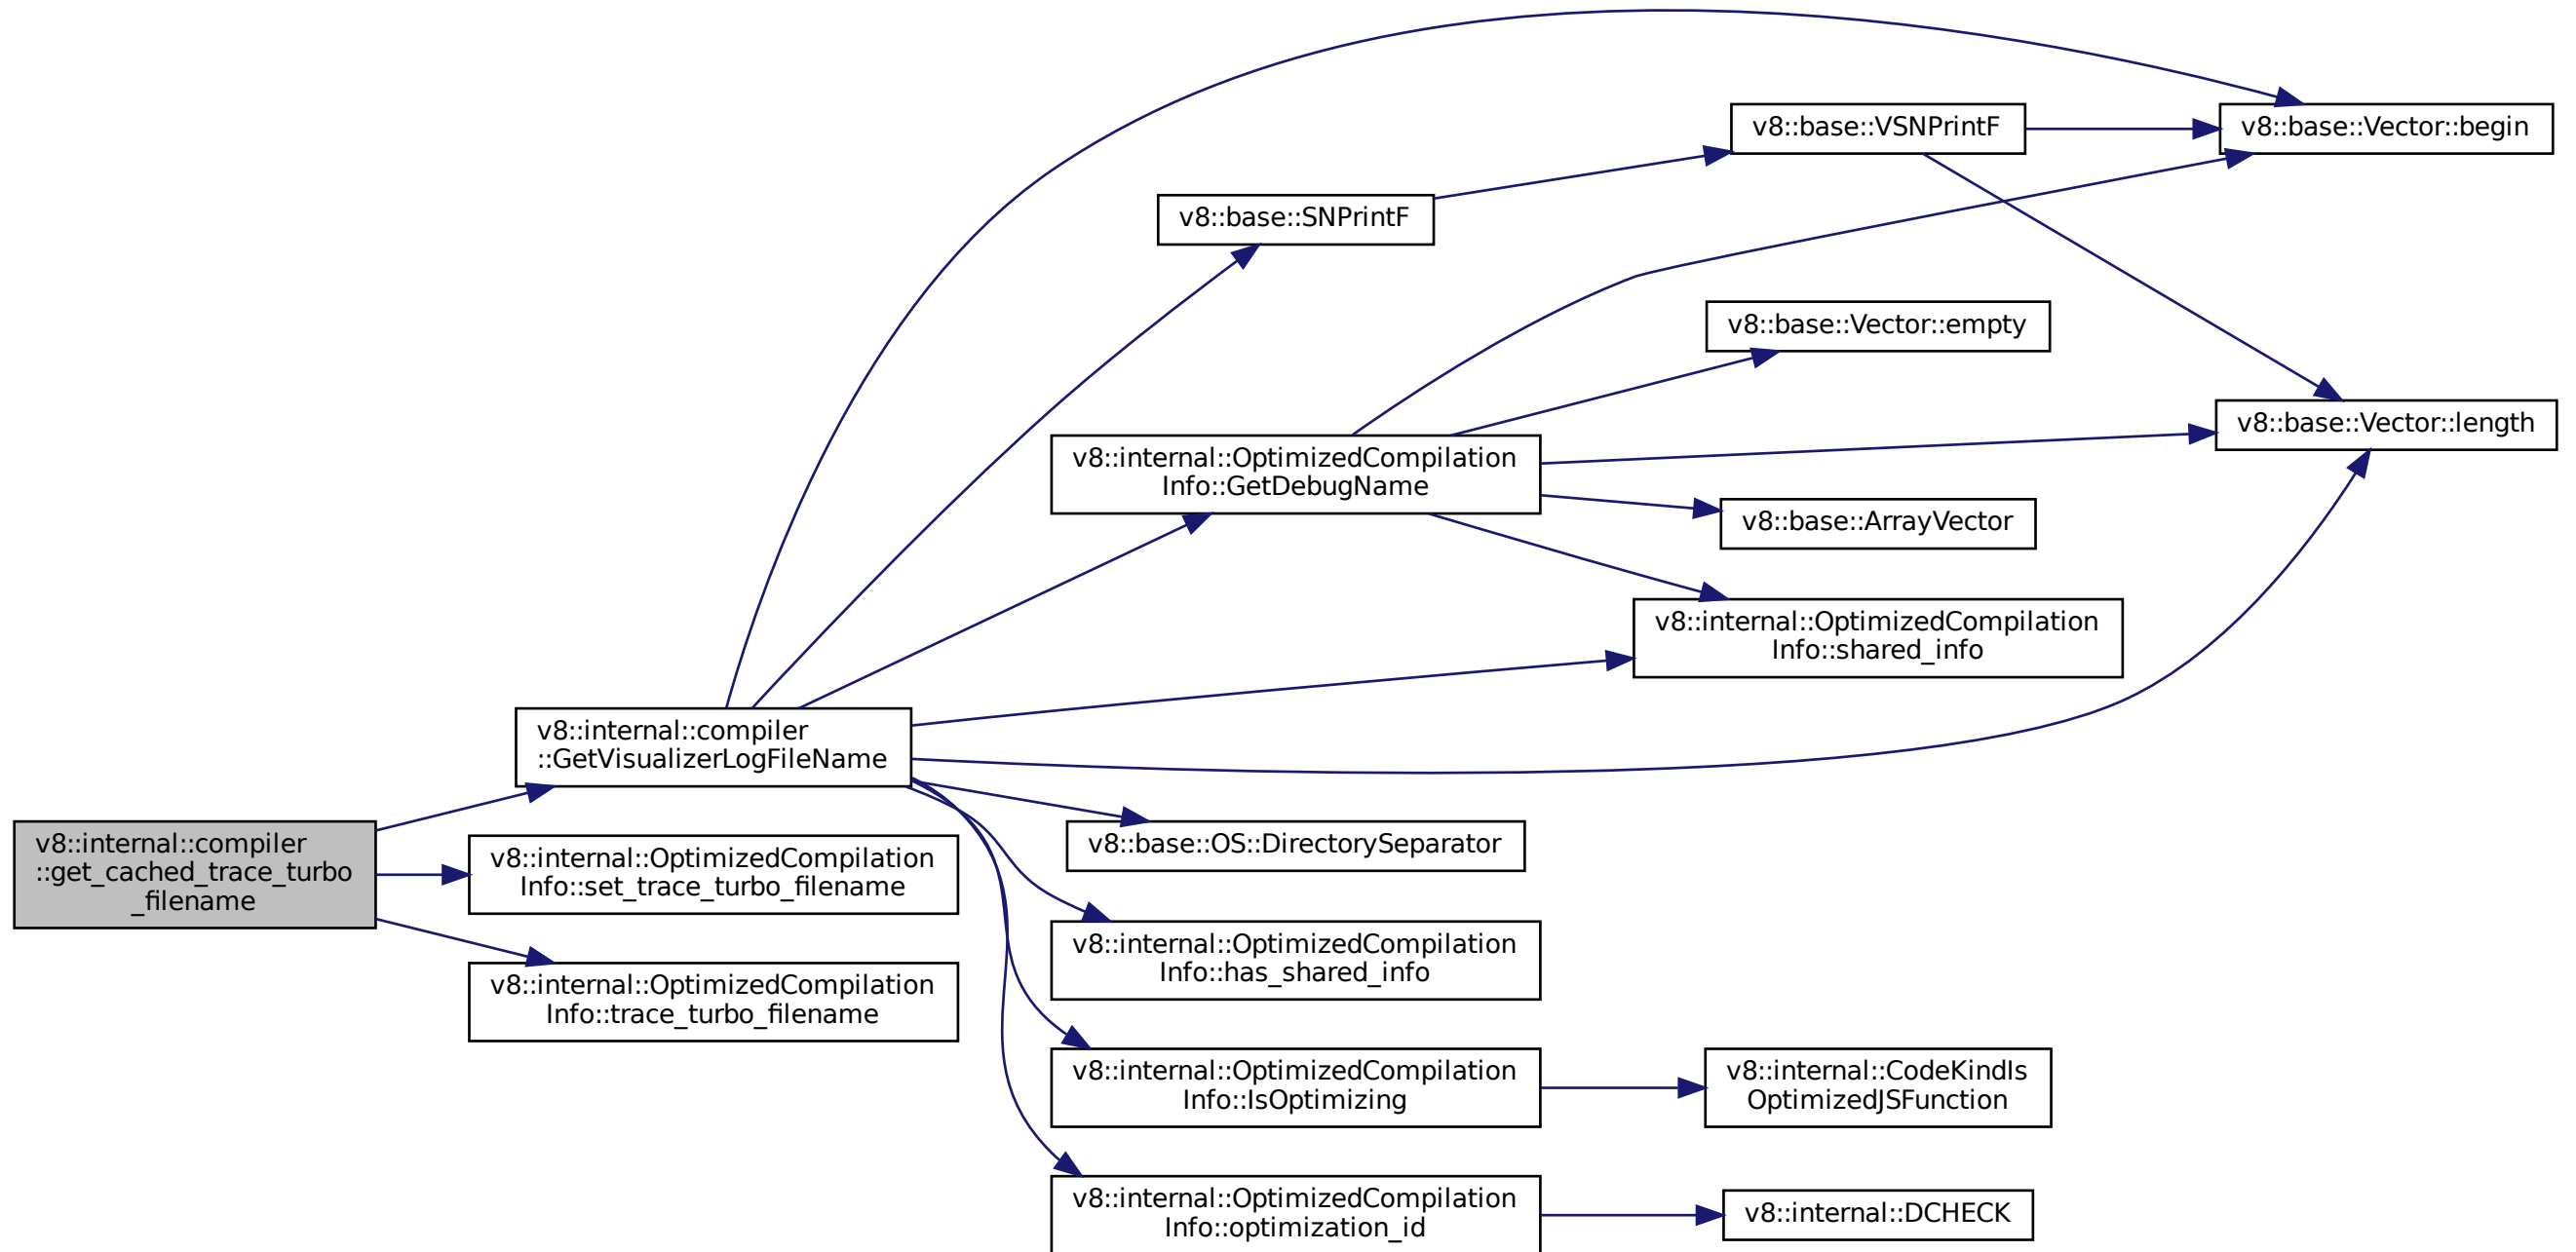 v8::base::VSNPrintF
v8::base::Vector::begin
v8::base::SNPrintF
v8::base::Vector::empty
v8::base::Vector::length
v8::internal::OptimizedCompilation
Info::GetDebugName
v8::base::ArrayVector
v8::internal::OptimizedCompilation
Info::shared_info
v8::internal::compiler
::GetVisualizerLogFileName
v8::internal::compiler
::get_cached_trace_turbo
_filename
v8::internal::OptimizedCompilation
Info::set_trace_turbo_filename
v8::internal::OptimizedCompilation
Info::trace_turbo_filename
v8::base::OS::DirectorySeparator
v8::internal::OptimizedCompilation
Info::has_shared_info
v8::internal::OptimizedCompilation
Info::IsOptimizing
v8::internal::CodeKindIs
OptimizedJSFunction
v8::internal::OptimizedCompilation
Info::optimization_id
v8::internal::DCHECK